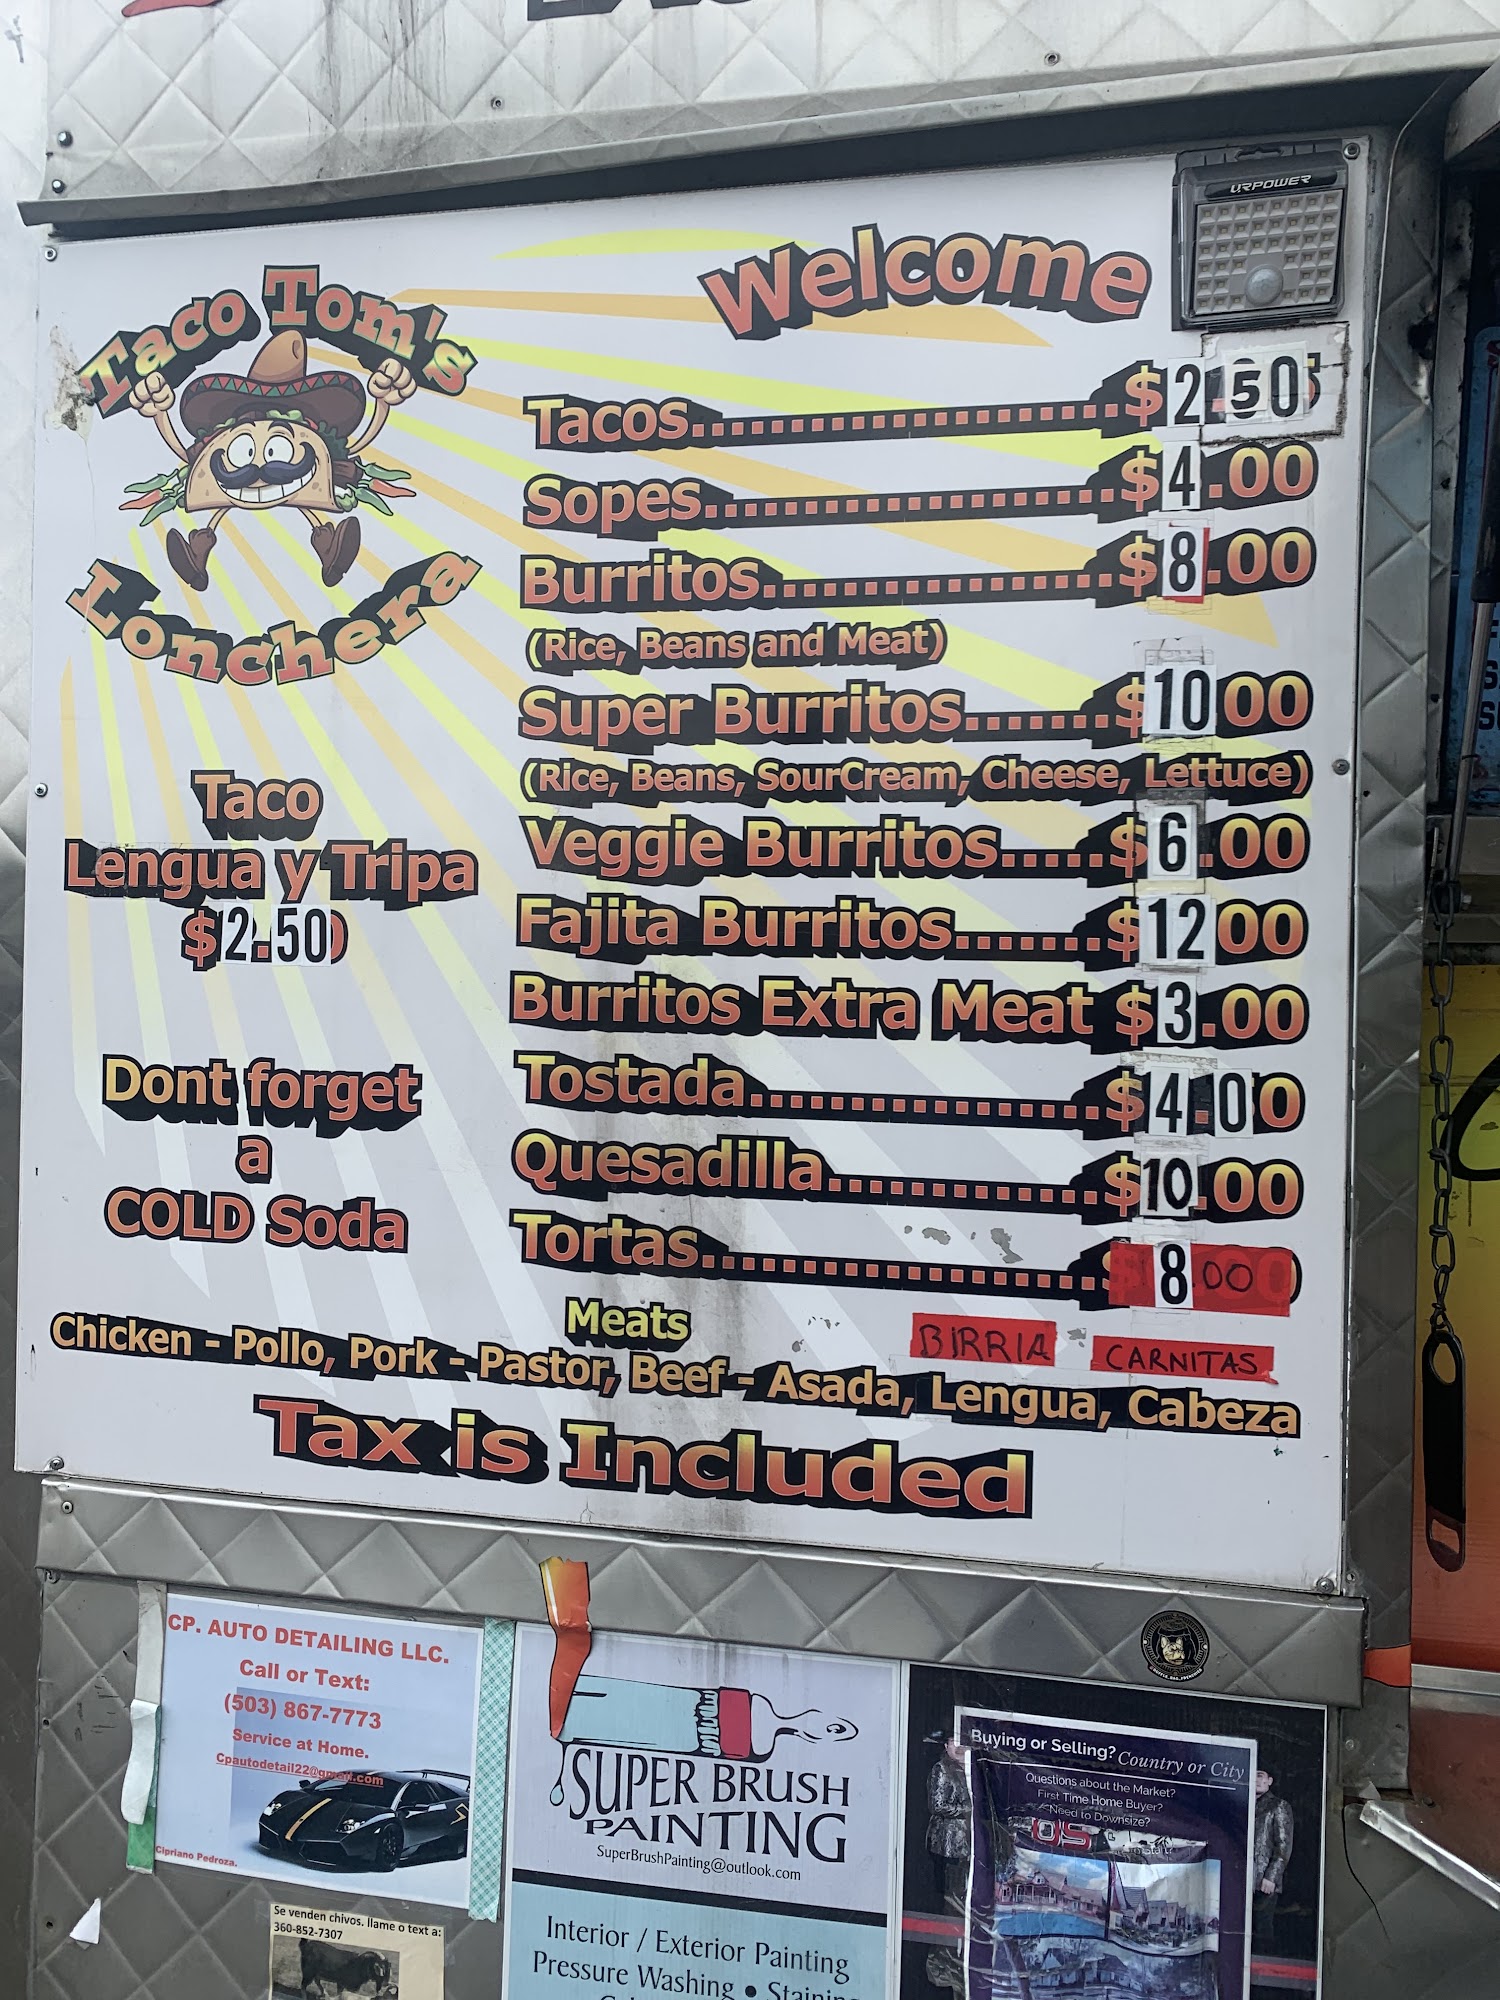 Taco Tom's
Lonchera
Welcome
URPOWER
Tacos..................$2.50
Sopes..................$4.00
Burritos................$8.00
(Rice, Beans and Meat)
Super Burritos.......$10.00
(Rice, Beans, SourCream, Cheese, Lettuce)
Veggie Burritos.....$6.00
Fajita Burritos.......$12.00
Burritos Extra Meat $3.00
Tostada.................$4.00
Quesadilla.............$10.00
Tortas...................$8.00
Taco
Lengua y Tripa
$2.50
Dont forget
a
COLD Soda
Meats
BIRRIA CARNITAS
Chicken - Pollo, Pork - Pastor, Beef - Asada, Lengua, Cabeza
Tax is Included
CP. AUTO DETAILING LLC.
Call or Text:
(503) 867-7773
Service at Home.
Cpautodetail22@gmail.com
Cipriano Pedroza.
Se venden chivos. llame o text a:
360-852-7307
SUPER BRUSH
PAINTING
SuperBrushPainting@outlook.com
Interior / Exterior Painting
Pressure Washing • Staining
Buying or Selling? Country or City
Questions about the Market?
First Time Home Buyer?
Need to Downsize?